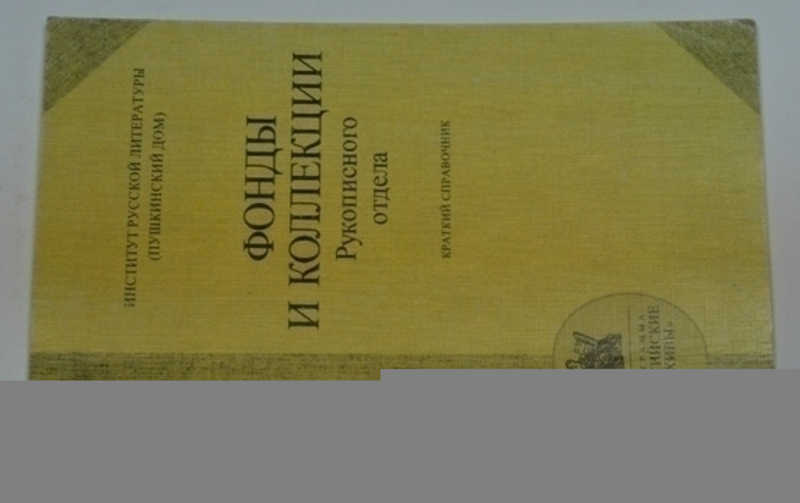 ИНСТИТУТ РУССКОЙ ЛИТЕРАТУРЫ
(ПУШКИНСКИЙ ДОМ)
ФОНДЫ
И КОЛЛЕКЦИИ
Рукописного
отдела
КРАТКИЙ СПРАВОЧНИК